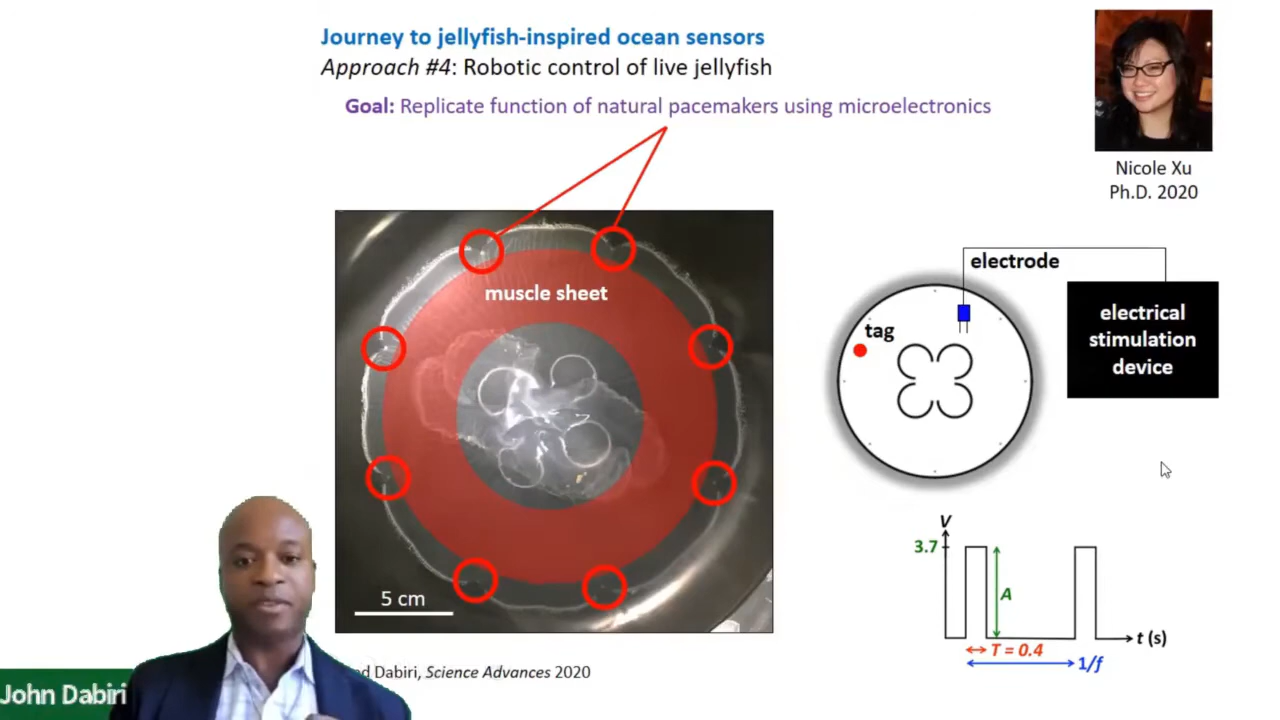 Journey to jellyfish-inspired ocean sensors
Approach #4: Robotic control of live jellyfish
Goal: Replicate function of natural pacemakers using microelectronics
Nicole Xu
Ph.D. 2020
muscle sheet
5 cm
electrode
tag
electrical
stimulation
device
V
3.7
A
t (s)
T = 0.4
1/f
Dabiri, Science Advances 2020
John Dabiri